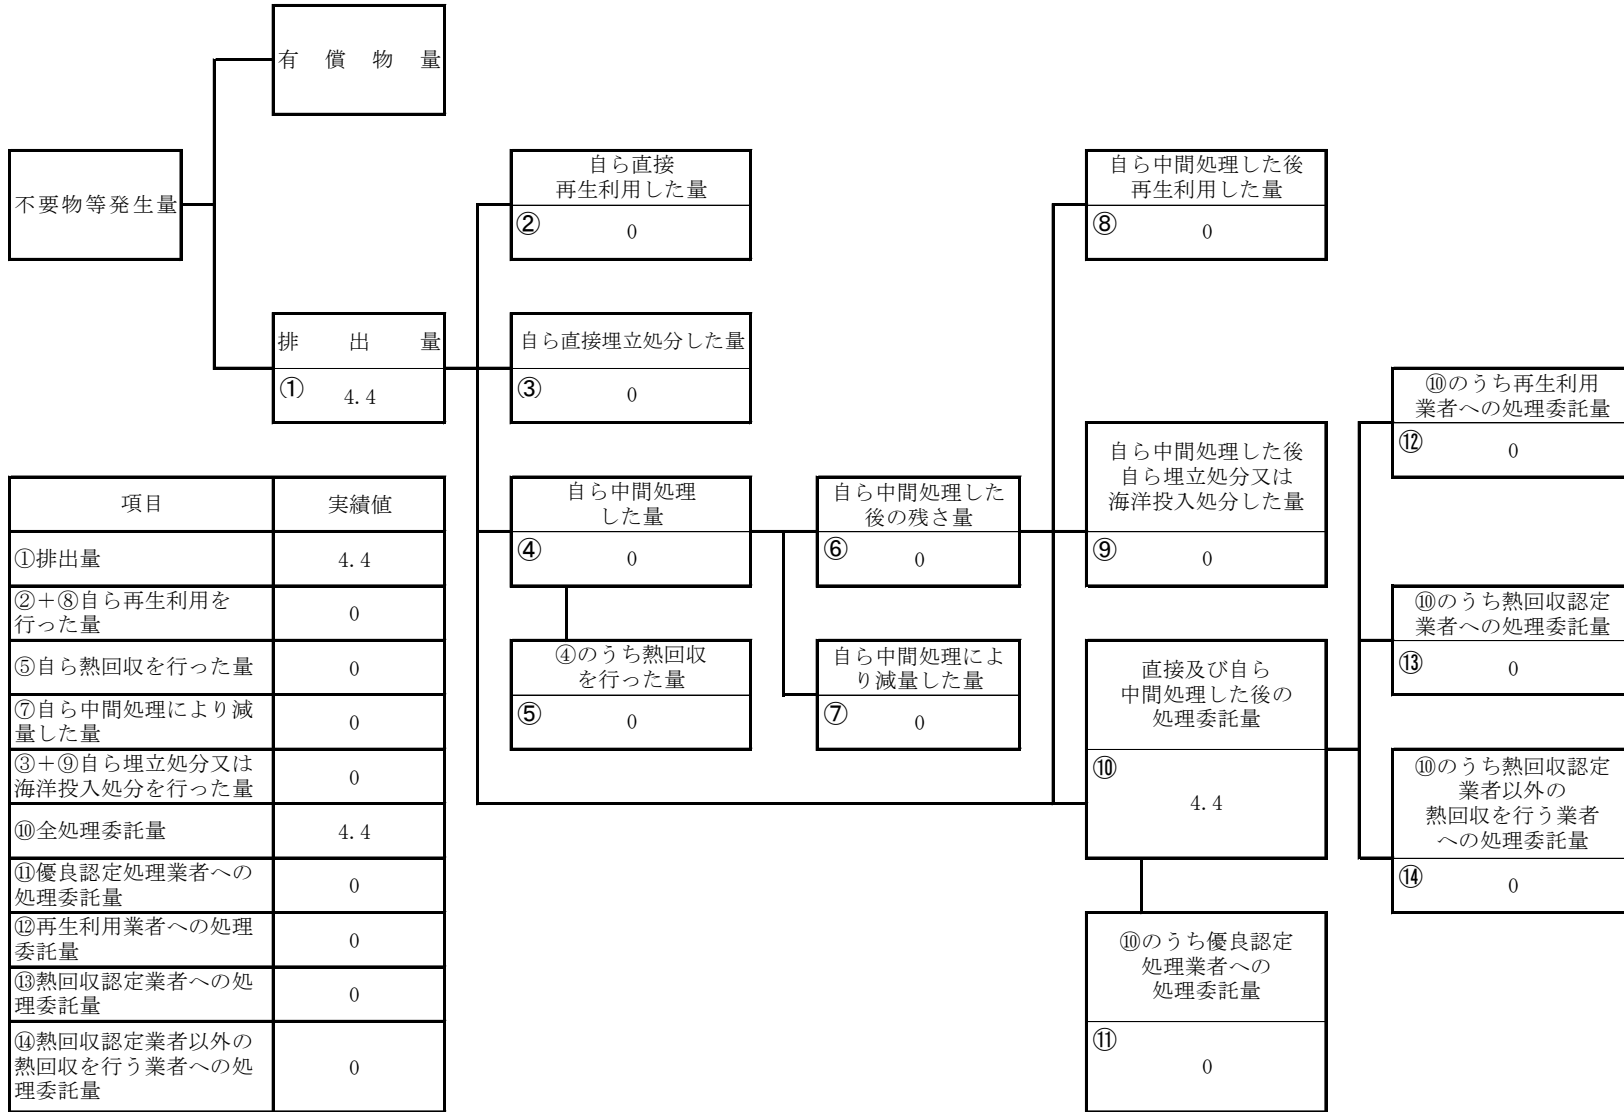 有償物量
不要物等発生量
排出量
① 4.4
自ら直接
再生利用した量
② 0
自ら直接埋立処分した量
③ 0
自ら中間処理
した量
④ 0
④のうち熱回収
を行った量
⑤ 0
自ら中間処理した
後の残さ量
⑥ 0
自ら中間処理によ
り減量した量
⑦ 0
自ら中間処理した後
再生利用した量
⑧ 0
自ら中間処理した後
自ら埋立処分又は
海洋投入処分した量
⑨ 0
直接及び自ら
中間処理した後の
処理委託量
⑩
4.4
⑩のうち優良認定
処理業者への
処理委託量
⑪
0
⑩のうち再生利用
業者への処理委託量
⑫ 0
⑩のうち熱回収認定
業者への処理委託量
⑬ 0
⑩のうち熱回収認定
業者以外の
熱回収を行う業者
への処理委託量
⑭ 0
項目 実績値
①排出量 4.4
②+⑧自ら再生利用を
行った量 0
⑤自ら熱回収を行った量 0
⑦自ら中間処理により減
量した量 0
③+⑨自ら埋立処分又は
海洋投入処分を行った量 0
⑩全処理委託量 4.4
⑪優良認定処理業者への
処理委託量 0
⑫再生利用業者への処理
委託量 0
⑬熱回収認定業者への処
理委託量 0
⑭熱回収認定業者以外の
熱回収を行う業者への処
理委託量 0